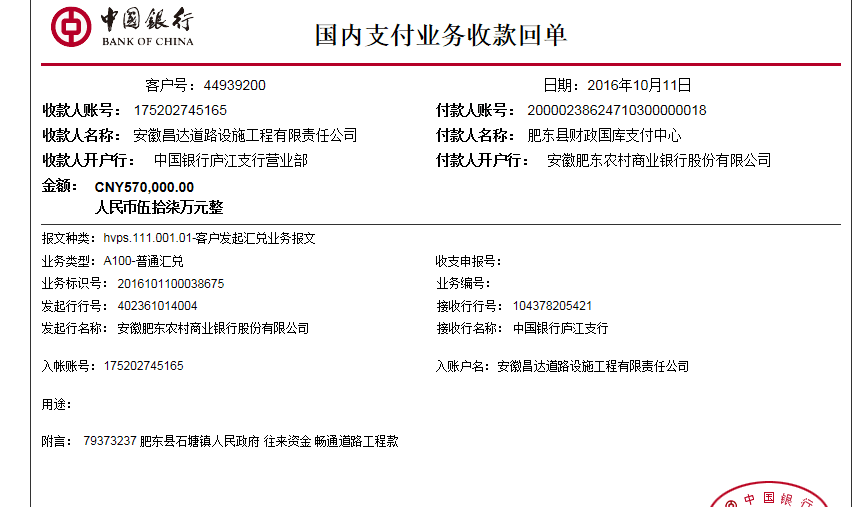 中国银行
BANK OF CHINA
国内支付业务收款回单
客户号：44939200 日期：2016年10月11日
收款人账号：175202745165 付款人账号：20000238624710300000018
收款人名称：安徽昌达道路设施工程有限责任公司 付款人名称：肥东县财政国库支付中心
收款人开户行：中国银行庐江支行营业部 付款人开户行：安徽肥东农村商业银行股份有限公司
金额：CNY570,000.00
人民币伍拾柒万元整
报文种类：hvps.111.001.01-客户发起汇兑业务报文
业务类型：A100-普通汇兑 收支申报号：
业务标识号：2016101100038675 业务编号：
发起行行号：402361014004 接收行行号：104378205421
发起行名称：安徽肥东农村商业银行股份有限公司 接收行名称：中国银行庐江支行
入帐账号：175202745165 入账户名：安徽昌达道路设施工程有限责任公司
用途：
附言：79373237 肥东县石塘镇人民政府 往来资金 畅通道路工程款
中国银行